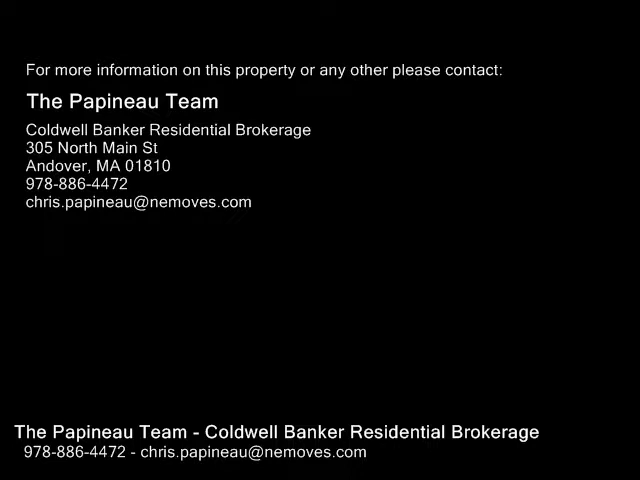 For more information on this property or any other please contact:
The Papineau Team
Coldwell Banker Residential Brokerage
305 North Main St
Andover, MA 01810
978-886-4472
chris.papineau@nemoves.com
The Papineau Team - Coldwell Banker Residential Brokerage
978-886-4472 - chris.papineau@nemoves.com